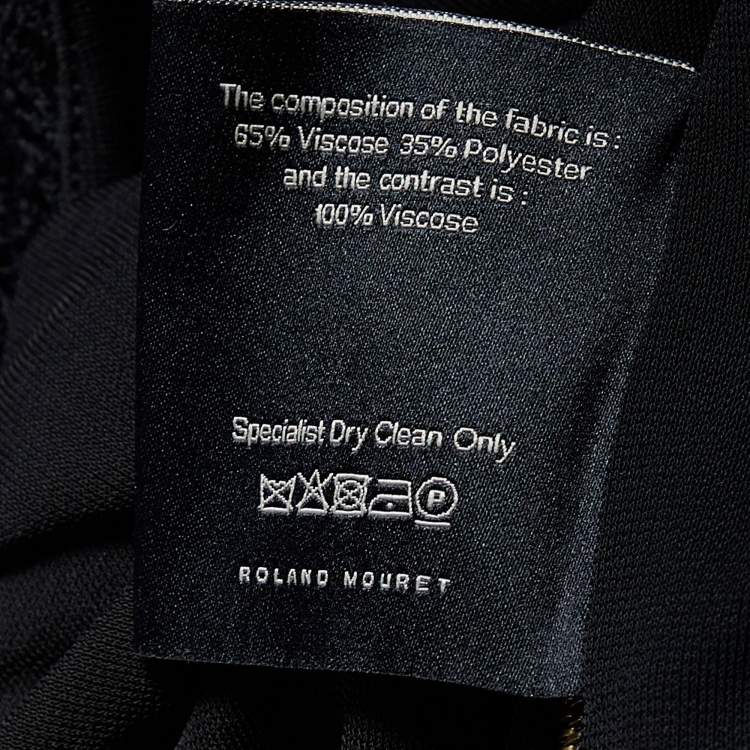 The composition of the fabric is :
65% Viscose 35% Polyester
and the contrast is :
100% Viscose
Specialist Dry Clean Only
P
ROLAND MOURET